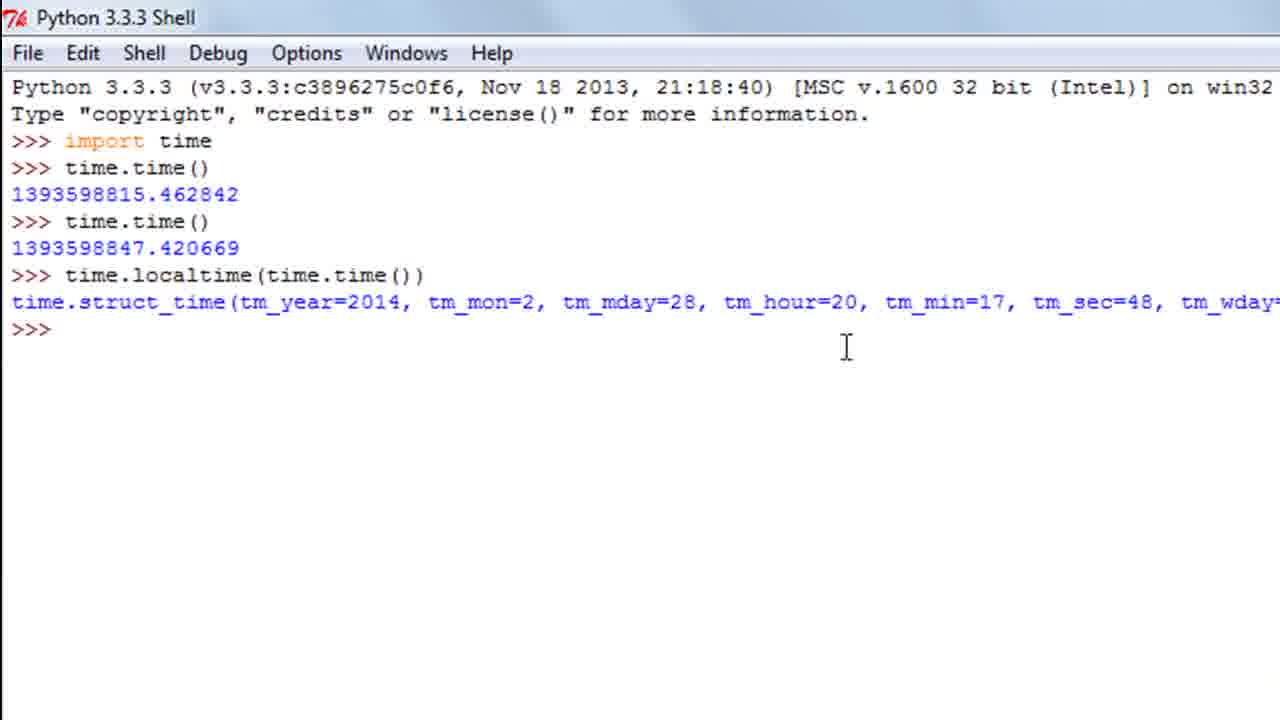 Python 3.3.3 Shell
File Edit Shell Debug Options Windows Help
Python 3.3.3 (v3.3.3:c3896275c0f6, Nov 18 2013, 21:18:40) [MSC v.1600 32 bit (Intel)] on win32
Type "copyright", "credits" or "license()" for more information.
>>> import time
>>> time.time()
1393598815.462842
>>> time.time()
1393598847.420669
>>> time.localtime(time.time())
time.struct_time(tm_year=2014, tm_mon=2, tm_mday=28, tm_hour=20, tm_min=17, tm_sec=48, tm_wday=
>>>